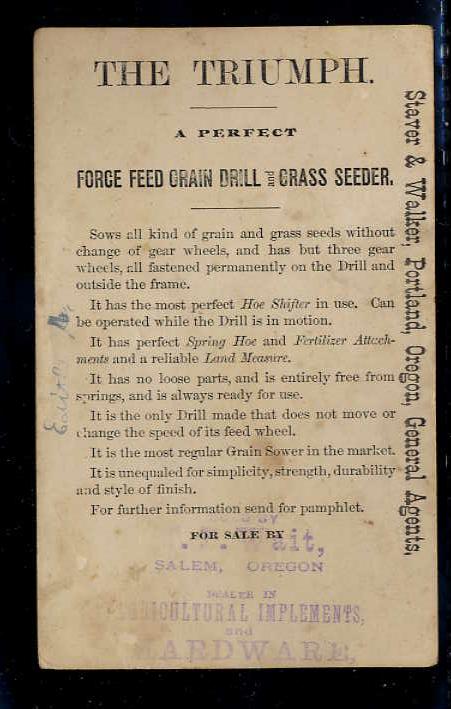 THE TRIUMPH.
A PERFECT
FORCE FEED GRAIN DRILL and GRASS SEEDER.
Sows all kind of grain and grass seeds without
change of gear wheels, and has but three gear
wheels, all fastened permanently on the Drill and
outside the frame.
It has the most perfect Hoe Shifter in use. Can
be operated while the Drill is in motion.
It has perfect Spring Hoe and Fertilizer Attach-
ments and a reliable Land Measure.
It has no loose parts, and is entirely free from
springs, and is always ready for use.
It is the only Drill made that does not move or
change the speed of its feed wheel.
It is the most regular Grain Sower in the market.
It is unequaled for simplicity, strength, durability
and style of finish.
For further information send for pamphlet.
FOR SALE BY
Wait,
SALEM, OREGON
DEALER IN
AGRICULTURAL IMPLEMENTS,
and
HARDWARE,
Staver & Walker, Portland, Oregon, General Agents.